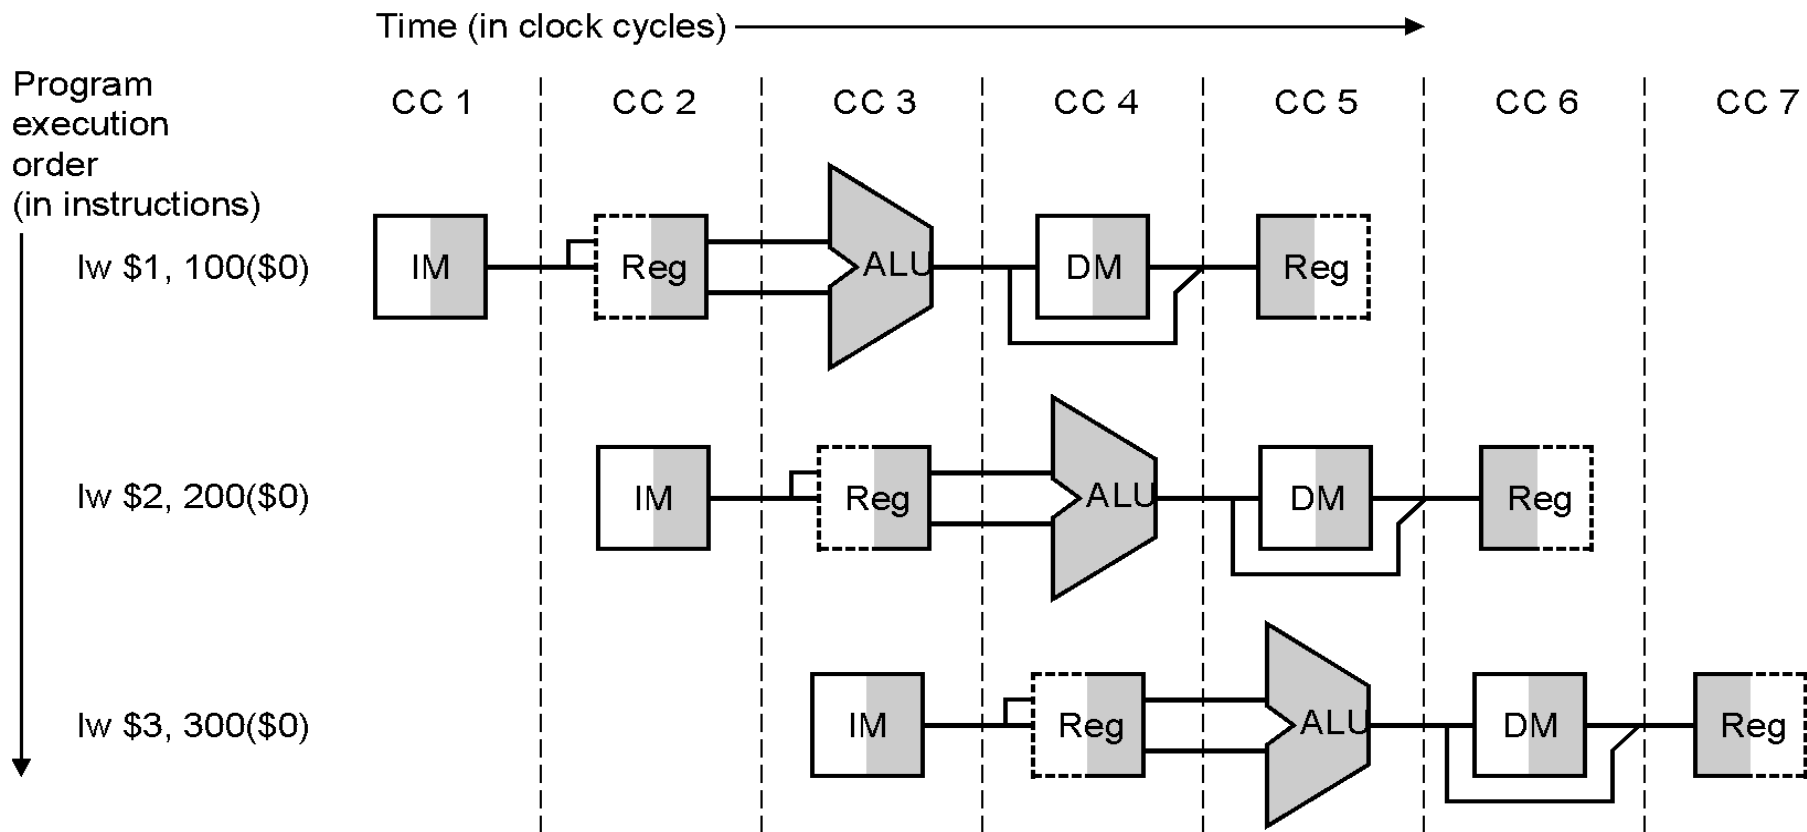 Time (in clock cycles)
Program
execution
order
(in instructions)
CC 1
CC 2
CC 3
CC 4
CC 5
CC 6
CC 7
lw $1, 100($0)
IM
Reg
ALU
DM
Reg
lw $2, 200($0)
IM
Reg
ALU
DM
Reg
lw $3, 300($0)
IM
Reg
ALU
DM
Reg